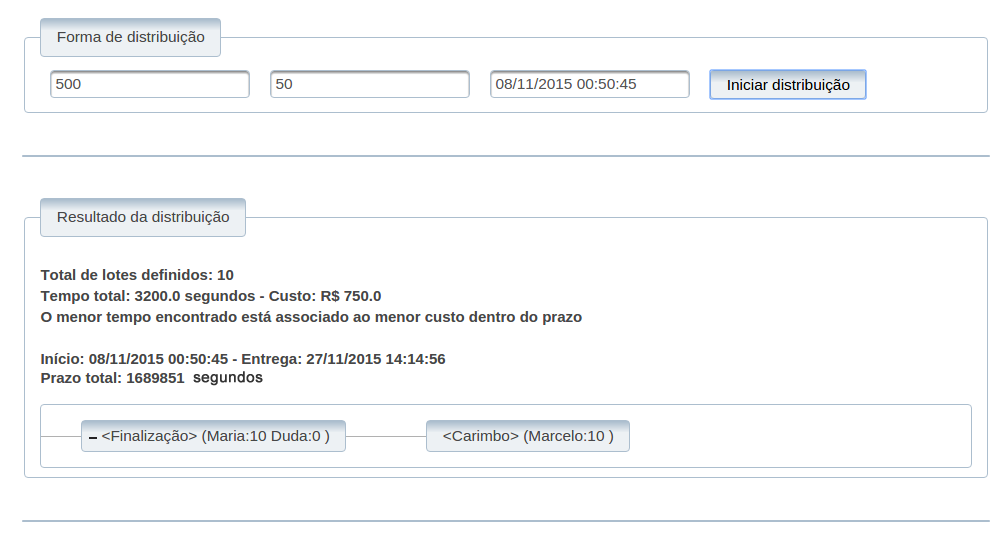 Forma de distribuição
500
50
08/11/2015 00:50:45
Iniciar distribuição
Resultado da distribuição
Total de lotes definidos: 10
Tempo total: 3200.0 segundos - Custo: R$ 750.0
O menor tempo encontrado está associado ao menor custo dentro do prazo
Início: 08/11/2015 00:50:45 - Entrega: 27/11/2015 14:14:56
Prazo total: 1689851 segundos
<Finalização> (Maria:10 Duda:0 )
<Carimbo> (Marcelo:10 )